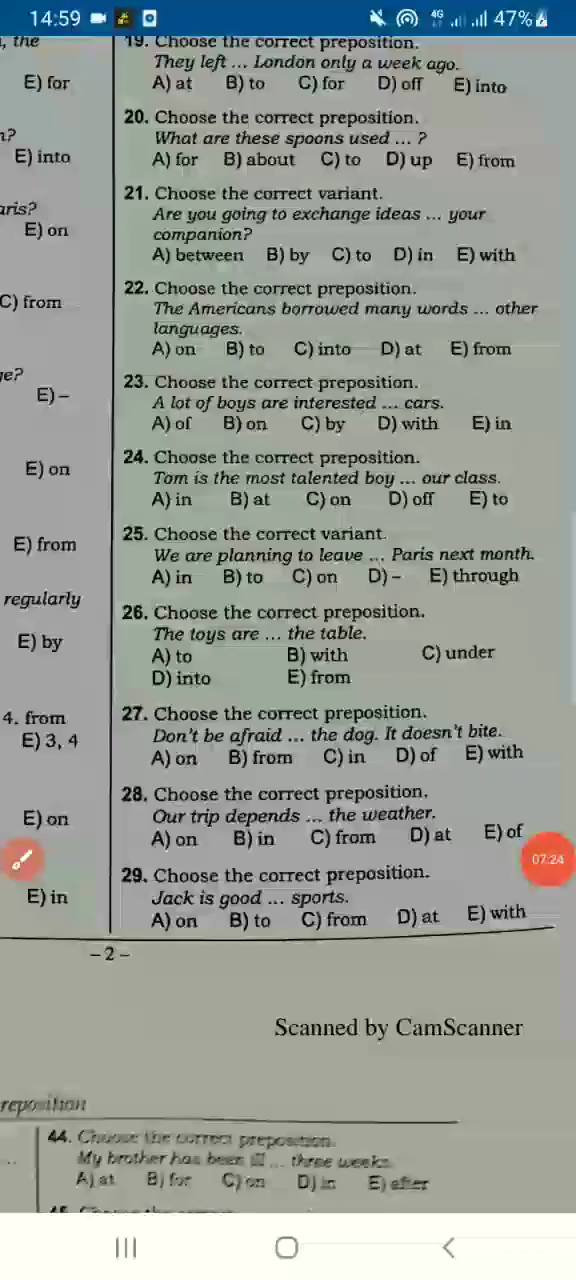 14:59
4G
47%
, the
E) for
n?
E) into
aris?
E) on
C) from
ge?
E) –
E) on
E) from
regularly
E) by
4. from
E) 3, 4
E) on
E) in
19. Choose the correct preposition.
They left ... London only a week ago.
A) at B) to C) for D) off E) into
20. Choose the correct preposition.
What are these spoons used ... ?
A) for B) about C) to D) up E) from
21. Choose the correct variant.
Are you going to exchange ideas ... your
companion?
A) between B) by C) to D) in E) with
22. Choose the correct preposition.
The Americans borrowed many words ... other
languages.
A) on B) to C) into D) at E) from
23. Choose the correct preposition.
A lot of boys are interested ... cars.
A) of B) on C) by D) with E) in
24. Choose the correct preposition.
Tom is the most talented boy ... our class.
A) in B) at C) on D) off E) to
25. Choose the correct variant.
We are planning to leave ... Paris next month.
A) in B) to C) on D) – E) through
26. Choose the correct preposition.
The toys are ... the table.
A) to B) with C) under
D) into E) from
27. Choose the correct preposition.
Don't be afraid ... the dog. It doesn't bite.
A) on B) from C) in D) of E) with
28. Choose the correct preposition.
Our trip depends ... the weather.
A) on B) in C) from D) at E) of
07:24
29. Choose the correct preposition.
Jack is good ... sports.
A) on B) to C) from D) at E) with
– 2 –
Scanned by CamScanner
reposition
...
44. Choose the correct preposition.
My brother has been ill ... three weeks.
A) at B) for C) on D) in E) after